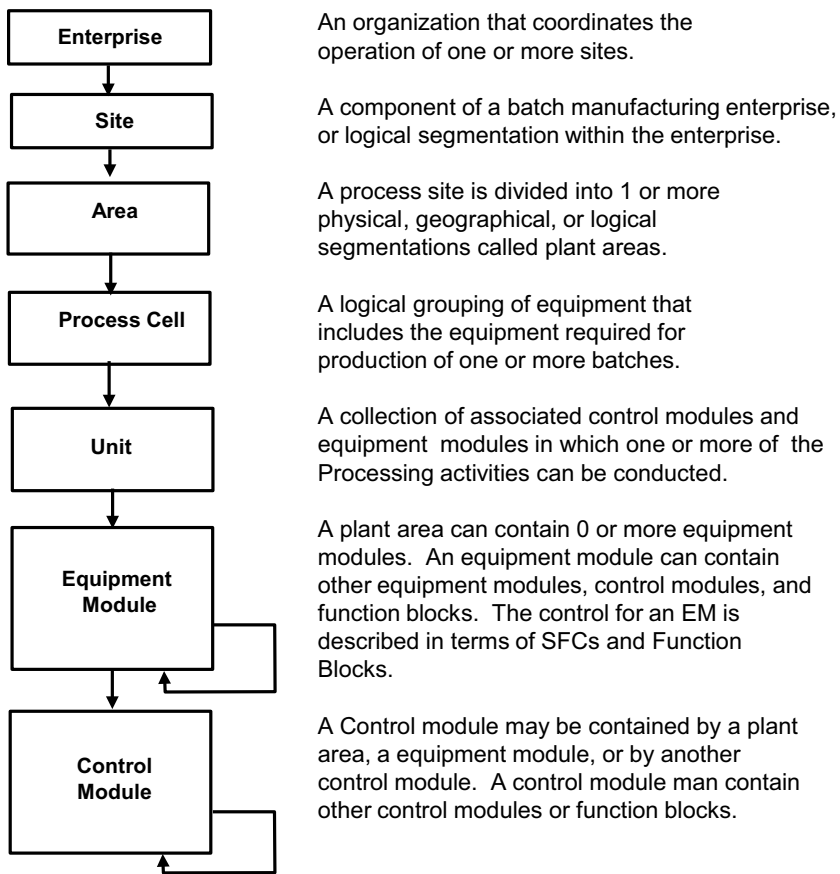 Enterprise
An organization that coordinates the
operation of one or more sites.
Site
A component of a batch manufacturing enterprise,
or logical segmentation within the enterprise.
Area
A process site is divided into 1 or more
physical, geographical, or logical
segmentations called plant areas.
Process Cell
A logical grouping of equipment that
includes the equipment required for
production of one or more batches.
Unit
A collection of associated control modules and
equipment modules in which one or more of the
Processing activities can be conducted.
Equipment
Module
A plant area can contain 0 or more equipment
modules. An equipment module can contain
other equipment modules, control modules, and
function blocks. The control for an EM is
described in terms of SFCs and Function
Blocks.
Control
Module
A Control module may be contained by a plant
area, a equipment module, or by another
control module. A control module man contain
other control modules or function blocks.